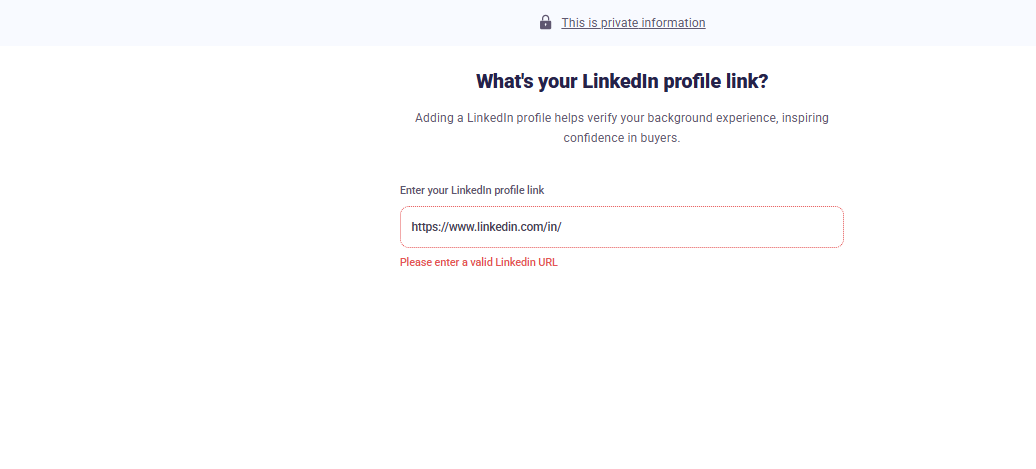 This is private information
What's your LinkedIn profile link?
Adding a LinkedIn profile helps verify your background experience, inspiring
confidence in buyers.
Enter your LinkedIn profile link
https://www.linkedin.com/in/
Please enter a valid Linkedin URL